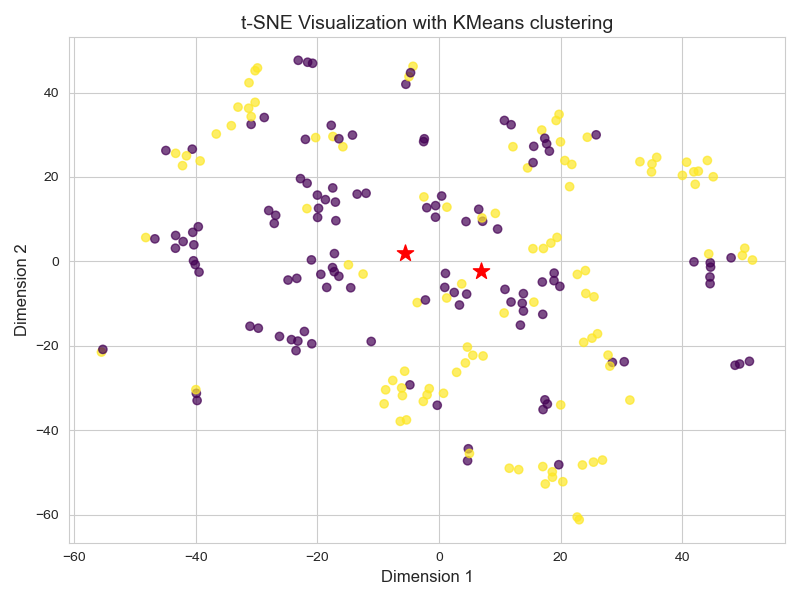 t-SNE Visualization with KMeans clustering
Dimension 2
40
20
0
−20
−40
−60
−60 −40 −20 0 20 40
Dimension 1